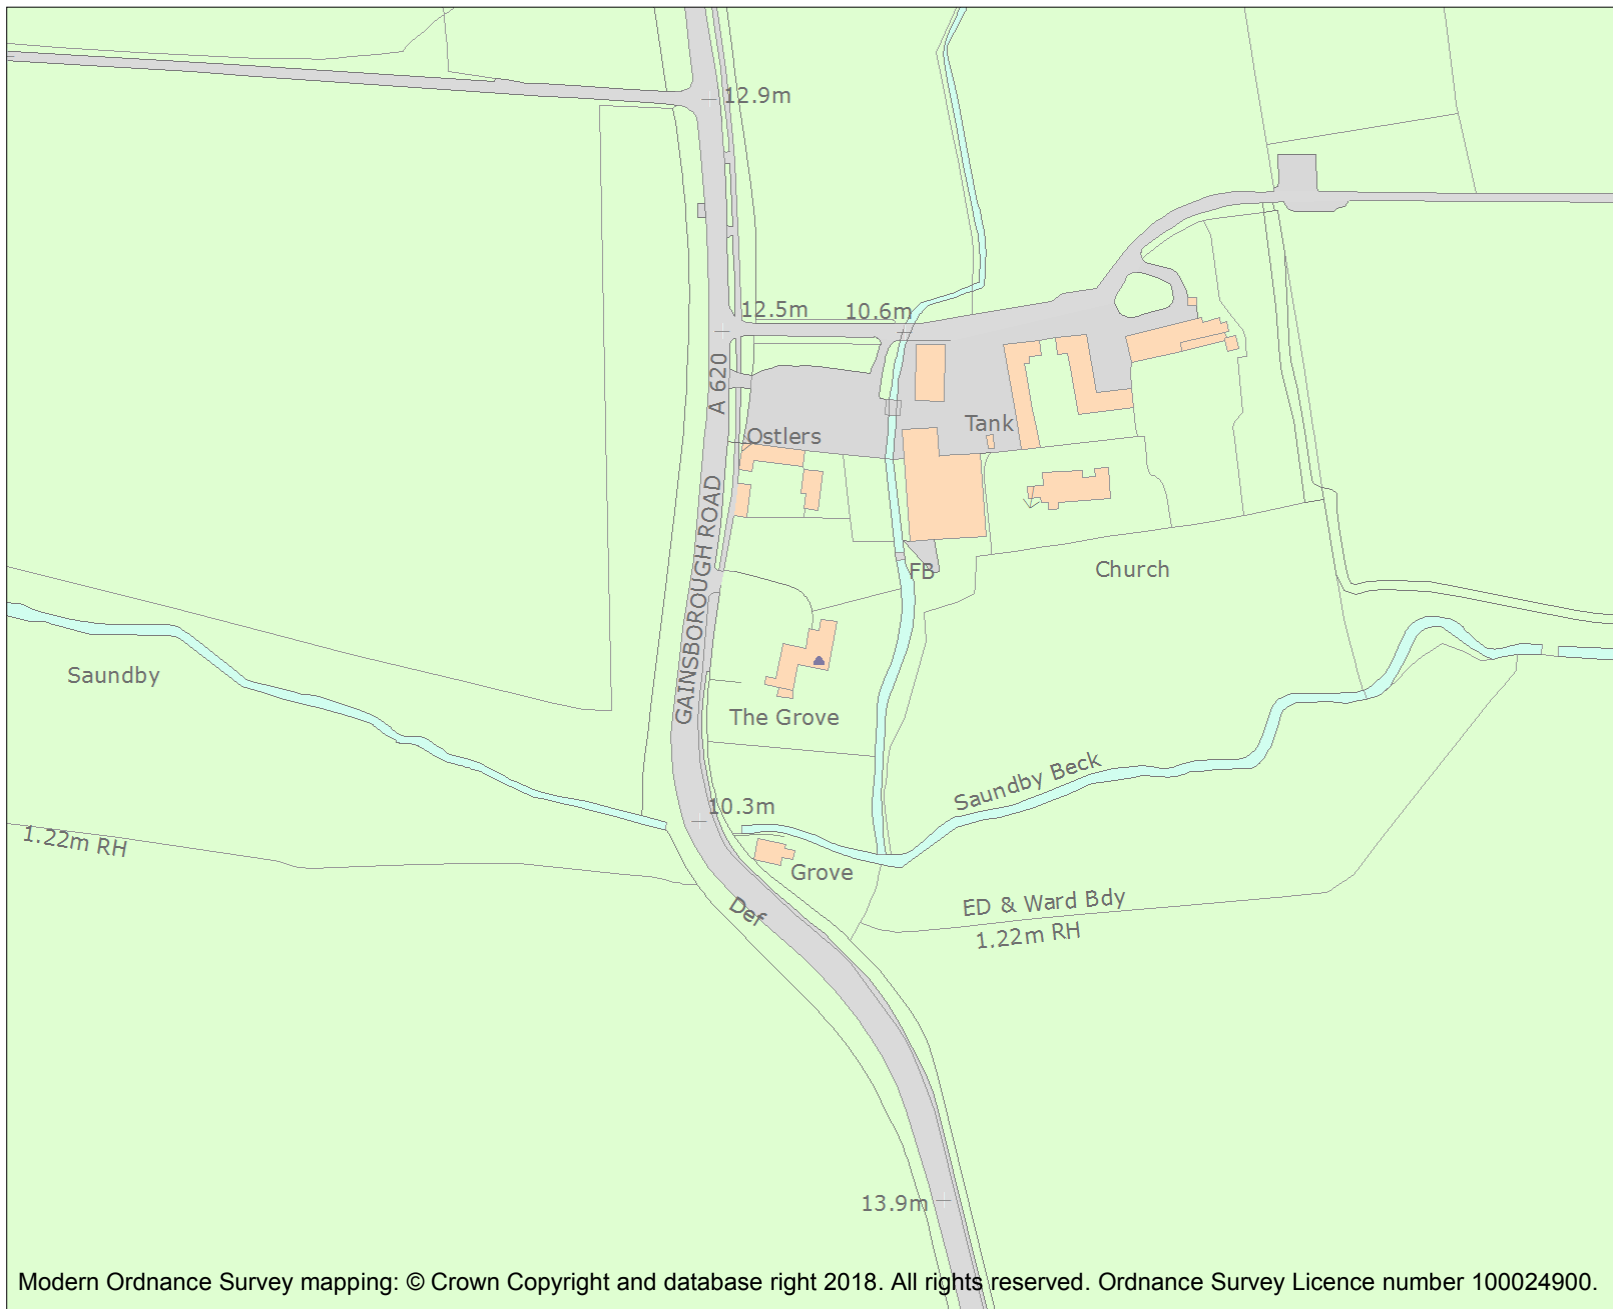 12.9m
12.5m
10.6m
A 620
Ostlers
Tank
GAINSBOROUGH ROAD
FB
Church
Saundby
The Grove
Saundby Beck
10.3m
1.22m RH
Grove
ED & Ward Bdy
Def
1.22m RH
13.9m
Modern Ordnance Survey mapping: © Crown Copyright and database right 2018. All rights reserved. Ordnance Survey Licence number 100024900.